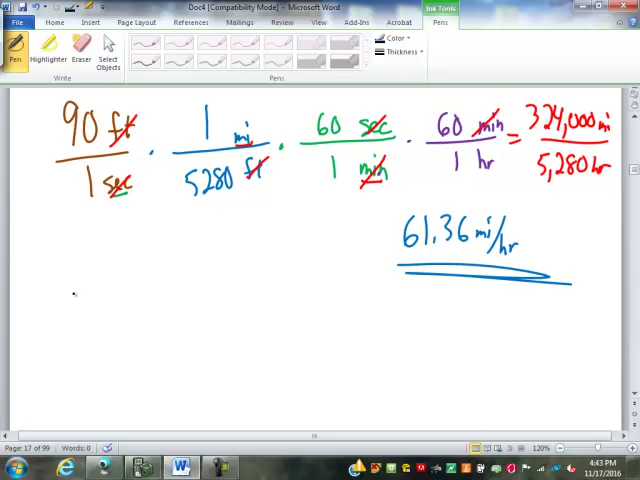 Doc4 [Compatibility Mode] - Microsoft Word
Ink Tools
File Home Insert Page Layout References Mailings Review View Add-Ins Acrobat Pens
Pen Highlighter Eraser Select Objects
Color
Thickness
Write Pens
90 ft / 1 sec · 1 mi / 5280 ft · 60 sec / 1 min · 60 min / 1 hr = 324,000 mi / 5,280 hr
61.36 mi/hr
Page: 17 of 99 Words: 0 120%
4:43 PM
11/17/2016